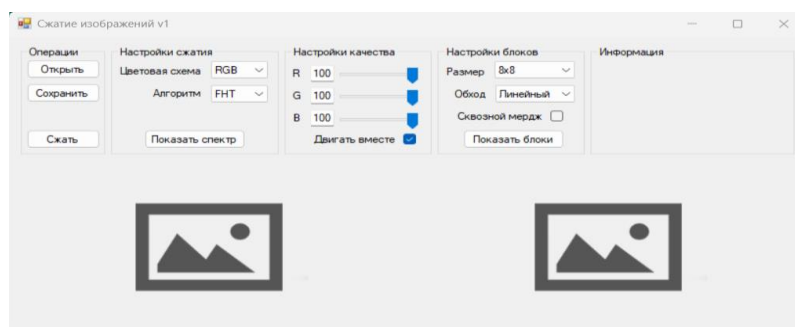 Сжатие изображений v1
Операции
Открыть
Сохранить
Сжать
Настройки сжатия
Цветовая схема RGB
Алгоритм FHT
Показать спектр
Настройки качества
R 100
G 100
B 100
Двигать вместе
Настройки блоков
Размер 8x8
Обход Линейный
Сквозной мердж
Показать блоки
Информация